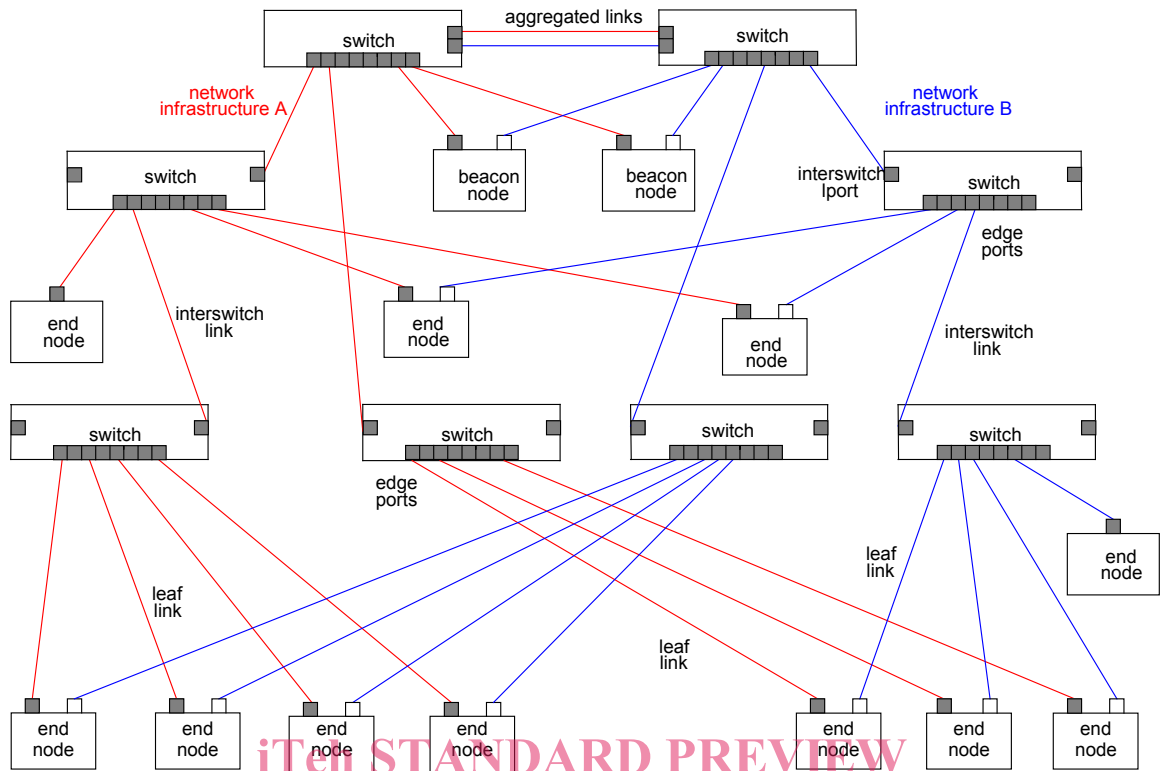 aggregated links
switch
switch
network
infrastructure A
network
infrastructure B
switch
beacon
node
beacon
node
interswitch
lport
switch
edge
ports
end
node
interswitch
link
end
node
end
node
interswitch
link
switch
switch
switch
switch
edge
ports
leaf
link
end
node
leaf
link
leaf
link
end
node
end
node
end
node
end
node
end
node
end
node
end
node
iTeh STANDARD PREVIEW